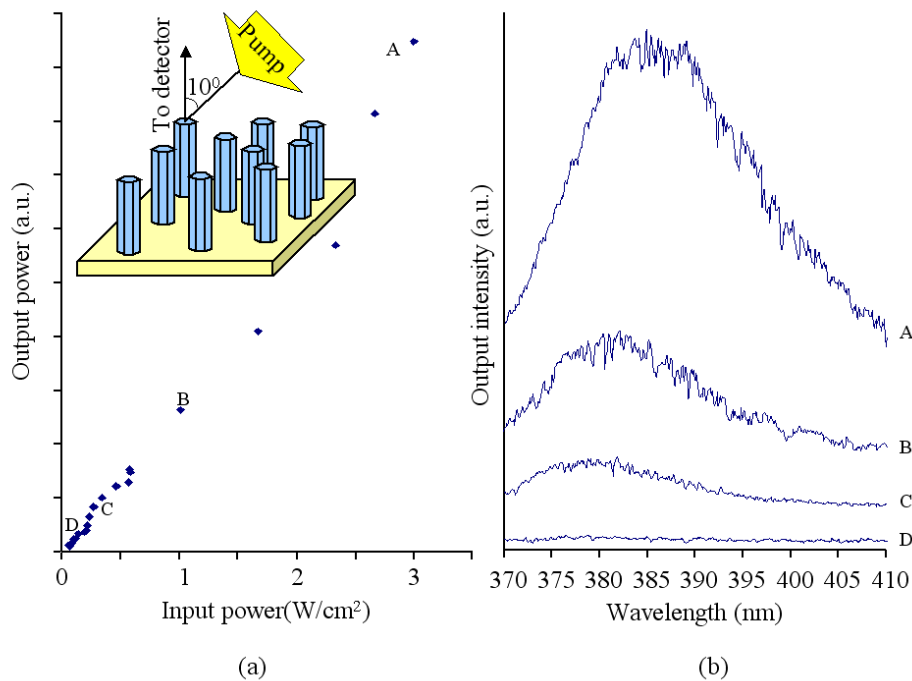 Output power (a.u.)
To detector
10⁰
Pump
A
B
C
D
0
1
2
3
Input power(W/cm²)
(a)
Output intensity (a.u.)
A
B
C
D
370 375 380 385 390 395 400 405 410
Wavelength (nm)
(b)